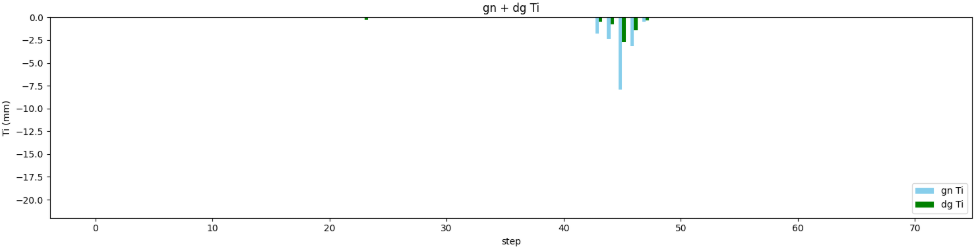 gn + dg Ti
0.0
−2.5
−5.0
−7.5
−10.0
−12.5
−15.0
−17.5
−20.0
Ti (mm)
0 10 20 30 40 50 60 70
step
gn Ti
dg Ti